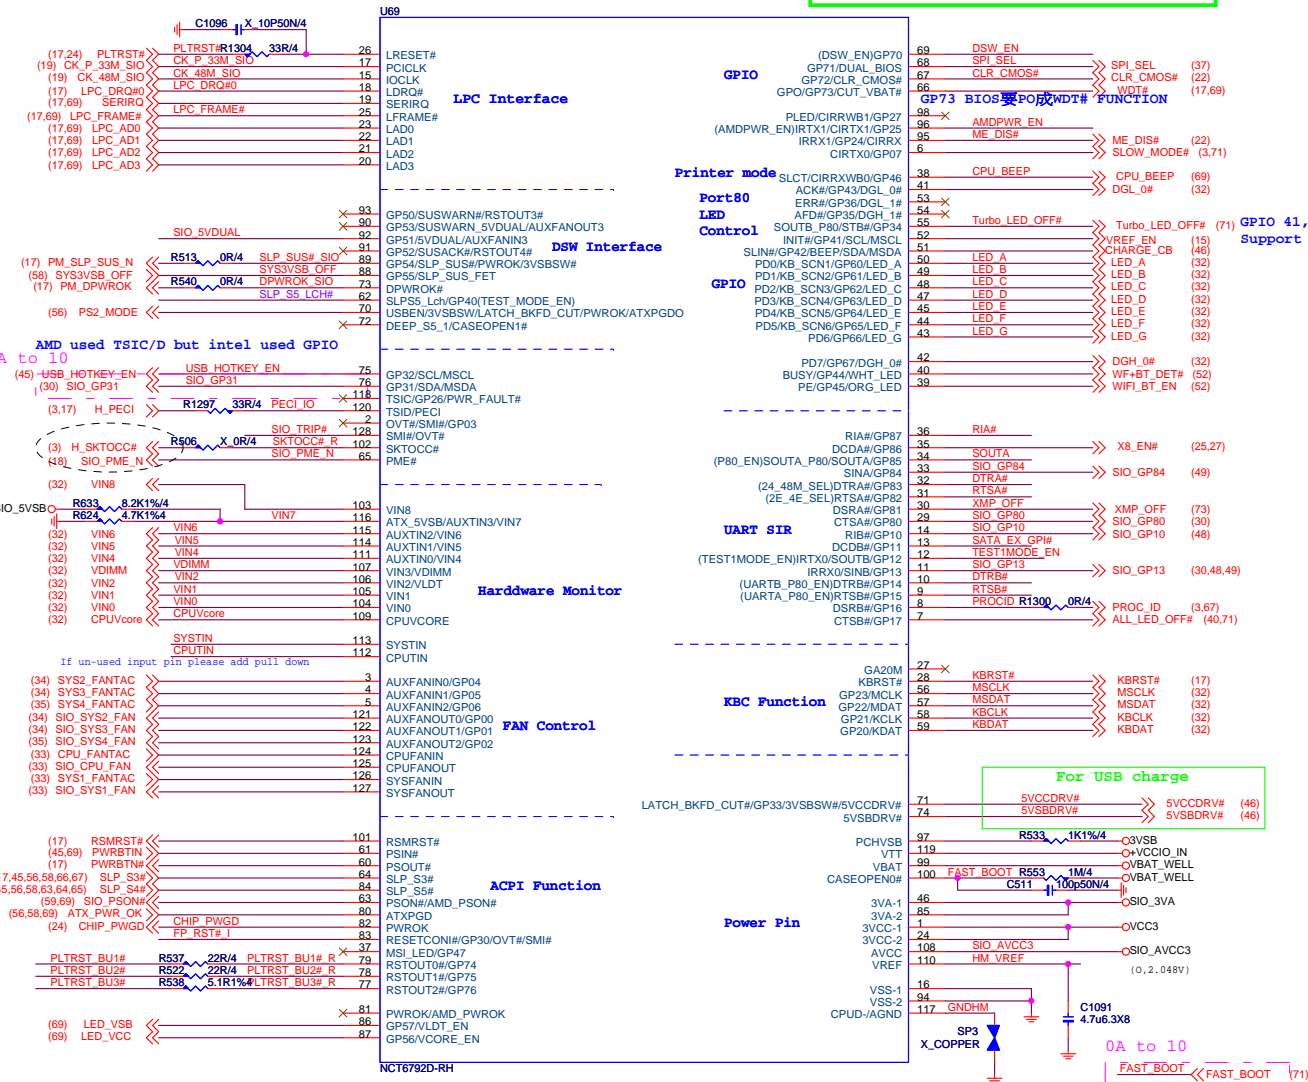 U69
C1096 X_10P50N/4
(17,24) PLTRST# PLTRST# R1304 33R/4 26 LRESET#
(19) CK_P_33M_SIO CK_P_33M_SIO 17 PCICLK
(19) CK_48M_SIO CK_48M_SIO 15 IOCLK
(17) LPC_DRQ#0 LPC_DRQ#0 18 LDRQ#
(17,69) SERIRQ 19 SERIRQ
(17,69) LPC_FRAME# LPC_FRAME# 25 LFRAME#
(17,69) LPC_AD0 23 LAD0
(17,69) LPC_AD1 22 LAD1
(17,69) LPC_AD2 21 LAD2
(17,69) LPC_AD3 20 LAD3
LPC Interface
93 GP50/SUSWARN#/RSTOUT3#
90 GP53/SUSWARN_5VDUAL/AUXFANOUT3
SIO_5VDUAL 92 GP51/5VDUAL/AUXFANIN3
91 GP52/SUSACK#/RSTOUT4#
(17) PM_SLP_SUS_N R513 0R/4 SLP_SUS#_SIO 89 GP54/SLP_SUS#/PWROK/3VSBSW#
(58) SYS3VSB_OFF SYS3VSB_OFF 88 GP55/SLP_SUS_FET
(17) PM_DPWROK R540 0R/4 DPWROK_SIO 73 DPWROK#
SLP_S5_LCH# 62 SLPS5_Lch/GP40(TEST_MODE_EN)
(56) PS2_MODE 70 USBEN/3VSBSW/LATCH_BKFD_CUT/PWROK/ATXPGDO
72 DEEP_S5_1/CASEOPEN1#
DSW Interface
AMD used TSIC/D but intel used GPIO
A to 10
(45) USB_HOTKEY_EN USB_HOTKEY_EN 75 GP32/SCL/MSCL
(30) SIO_GP31 SIO_GP31 76 GP31/SDA/MSDA
118 TSIC/GP26/PWR_FAULT#
(3,17) H_PECI R1297 33R/4 PECI_IO 120 TSID/PECI
2 OVT#/SMI#/GP03
SIO_TRIP# 128 SMI#/OVT#
(3) H_SKTOCC# R506 X_0R/4 SKTOCC#_R 102 SKTOCC#
(18) SIO_PME_N SIO_PME_N 65 PME#
(32) VIN8 103 VIN8
SIO_5VSB R633 8.2K1%/4
R624 4.7K1%/4 VIN7 116 ATX_5VSB/AUXTIN3/VIN7
(32) VIN6 VIN6 115 AUXTIN2/VIN6
(32) VIN5 VIN5 114 AUXTIN1/VIN5
(32) VIN4 VIN4 111 AUXTIN0/VIN4
(32) VDIMM VDIMM 107 VIN3/VDIMM
(32) VIN2 VIN2 106 VIN2/VLDT
(32) VIN1 VIN1 105 VIN1
(32) VIN0 VIN0 104 VIN0
(32) CPUVcore CPUVcore 109 CPUVCORE
Harddware Monitor
SYSTIN 113 SYSTIN
CPUTIN 112 CPUTIN
If un-used input pin please add pull down
(34) SYS2_FANTAC 3 AUXFANIN0/GP04
(34) SYS3_FANTAC 4 AUXFANIN1/GP05
(35) SYS4_FANTAC 5 AUXFANIN2/GP06
(34) SIO_SYS2_FAN 121 AUXFANOUT0/GP00
(34) SIO_SYS3_FAN 122 AUXFANOUT1/GP01
(35) SIO_SYS4_FAN 123 AUXFANOUT2/GP02
(33) CPU_FANTAC 124 CPUFANIN
(33) SIO_CPU_FAN 125 CPUFANOUT
(33) SYS1_FANTAC 126 SYSFANIN
(33) SIO_SYS1_FAN 127 SYSFANOUT
FAN Control
(17) RSMRST# 101 RSMRST#
(45,69) PWRBTIN 61 PSIN#
(17) PWRBTN# 60 PSOUT#
17,45,56,58,66,67) SLP_S3# 64 SLP_S3#
45,56,58,63,64,65) SLP_S4# 84 SLP_S5#
(59,69) SIO_PSON# 63 PSON#/AMD_PSON#
(56,58,69) ATX_PWR_OK 80 ATXPGD
(24) CHIP_PWGD CHIP_PWGD 82 PWROK
FP_RST#_I 83 RESETCONI#/GP30/OVT#/SMI#
37 MSI_LED/GP47
PLTRST_BU1# R537 22R/4 PLTRST_BU1#_R 79 RSTOUT0#/GP74
PLTRST_BU2# R522 22R/4 PLTRST_BU2#_R 78 RSTOUT1#/GP75
PLTRST_BU3# R538 5.1R1%4 PLTRST_BU3#_R 77 RSTOUT2#/GP76
ACPI Function
81 PWROK/AMD_PWROK
(69) LED_VSB 86 GP57/VLDT_EN
(69) LED_VCC 87 GP56/VCORE_EN
NCT6792D-RH
GPIO
(DSW_EN)GP70 69 DSW_EN
GP71/DUAL_BIOS 68 SPI_SEL SPI_SEL (37)
GP72/CLR_CMOS# 67 CLR_CMOS# CLR_CMOS# (22)
GPO/GP73/CUT_VBAT# 66 WDT# (17,69)
GP73 BIOS要PO成WDT# FUNCTION
PLED/CIRRWB1/GP27 98
(AMDPWR_EN)IRTX1/CIRTX1/GP25 96 AMDPWR_EN
IRRX1/GP24/CIRRX 95 ME_DIS# ME_DIS# (22)
CIRTX0/GP07 6 SLOW_MODE# (3,71)
Printer mode
SLCT/CIRRXWB0/GP46 38 CPU_BEEP CPU_BEEP (69)
ACK#/GP43/DGL_0# 41 DGL_0# (32)
Port80
LED
Control
ERR#/GP36/DGL_1# 53
AFD#/GP35/DGH_1# 54
SOUTB_P80/STB#/GP34 55 Turbo_LED_OFF# Turbo_LED_OFF# (71)
GPIO 41,
Support
INIT#/GP41/SCL/MSCL 52 VREF_EN (15)
SLIN#/GP42/BEEP/SDA/MSDA 51 CHARGE_CB (46)
GPIO
PD0/KB_SCN1/GP60/LED_A 50 LED_A LED_A (32)
PD1/KB_SCN2/GP61/LED_B 49 LED_B LED_B (32)
PD2/KB_SCN3/GP62/LED_C 48 LED_C LED_C (32)
PD3/KB_SCN4/GP63/LED_D 47 LED_D LED_D (32)
PD4/KB_SCN5/GP64/LED_E 45 LED_E LED_E (32)
PD5/KB_SCN6/GP65/LED_F 44 LED_F LED_F (32)
PD6/GP66/LED_G 43 LED_G LED_G (32)
PD7/GP67/DGH_0# 42 DGH_0# (32)
BUSY/GP44/WHT_LED 40 WF+BT_DET# (52)
PE/GP45/ORG_LED 39 WIFI_BT_EN (52)
RIA#/GP87 36 RIA#
DCDA#/GP86 35 X8_EN# (25,27)
(P80_EN)SOUTA_P80/SOUTA/GP85 34 SOUTA
SINA/GP84 33 SIO_GP84 SIO_GP84 (49)
(24_48M_SEL)DTRA#/GP83 32 DTRA#
(2E_4E_SEL)RTSA#/GP82 31 RTSA#
DSRA#/GP81 30 XMP_OFF XMP_OFF (73)
CTSA#/GP80 29 SIO_GP80 SIO_GP80 (30)
UART SIR
RIB#/GP10 14 SIO_GP10 SIO_GP10 (48)
DCDB#/GP11 13 SATA_EX_GPI#
(TEST1MODE_EN)IRTX0/SOUTB/GP12 12 TEST1MODE_EN
IRRX0/SINB/GP13 11 SIO_GP13 SIO_GP13 (30,48,49)
(UARTB_P80_EN)DTRB#/GP14 10 DTRB#
(UARTA_P80_EN)RTSB#/GP15 9 RTSB#
DSRB#/GP16 8 PROCID R1300 0R/4 PROC_ID (3,67)
CTSB#/GP17 7 ALL_LED_OFF# (40,71)
GA20M 27
KBRST# 28 KBRST# KBRST# (17)
GP23/MCLK 56 MSCLK MSCLK (32)
KBC Function
GP22/MDAT 57 MSDAT MSDAT (32)
GP21/KCLK 58 KBCLK KBCLK (32)
GP20/KDAT 59 KBDAT KBDAT (32)
For USB charge
LATCH_BKFD_CUT#/GP33/3VSBSW#/5VCCDRV# 71 5VCCDRV# 5VCCDRV# (46)
5VSBDRV# 74 5VSBDRV# 5VSBDRV# (46)
PCHVSB 97 R533 1K1%/4 3VSB
VTT 119 +VCCIO_IN
VBAT 99 VBAT_WELL
CASEOPEN0# 100 FAST_BOOT R553 1M/4 VBAT_WELL
C511 100p50N/4
3VA-1 46 SIO_3VA
3VA-2 85
Power Pin
3VCC-1 1 VCC3
3VCC-2 24
AVCC 108 SIO_AVCC3 SIO_AVCC3
VREF 110 HM_VREF
(O,2.048V)
VSS-1 16
VSS-2 94
CPUD-/AGND 117 GNDHM
C1091
4.7u6.3X8
SP3
X_COPPER
0A to 10
FAST_BOOT FAST_BOOT (71)